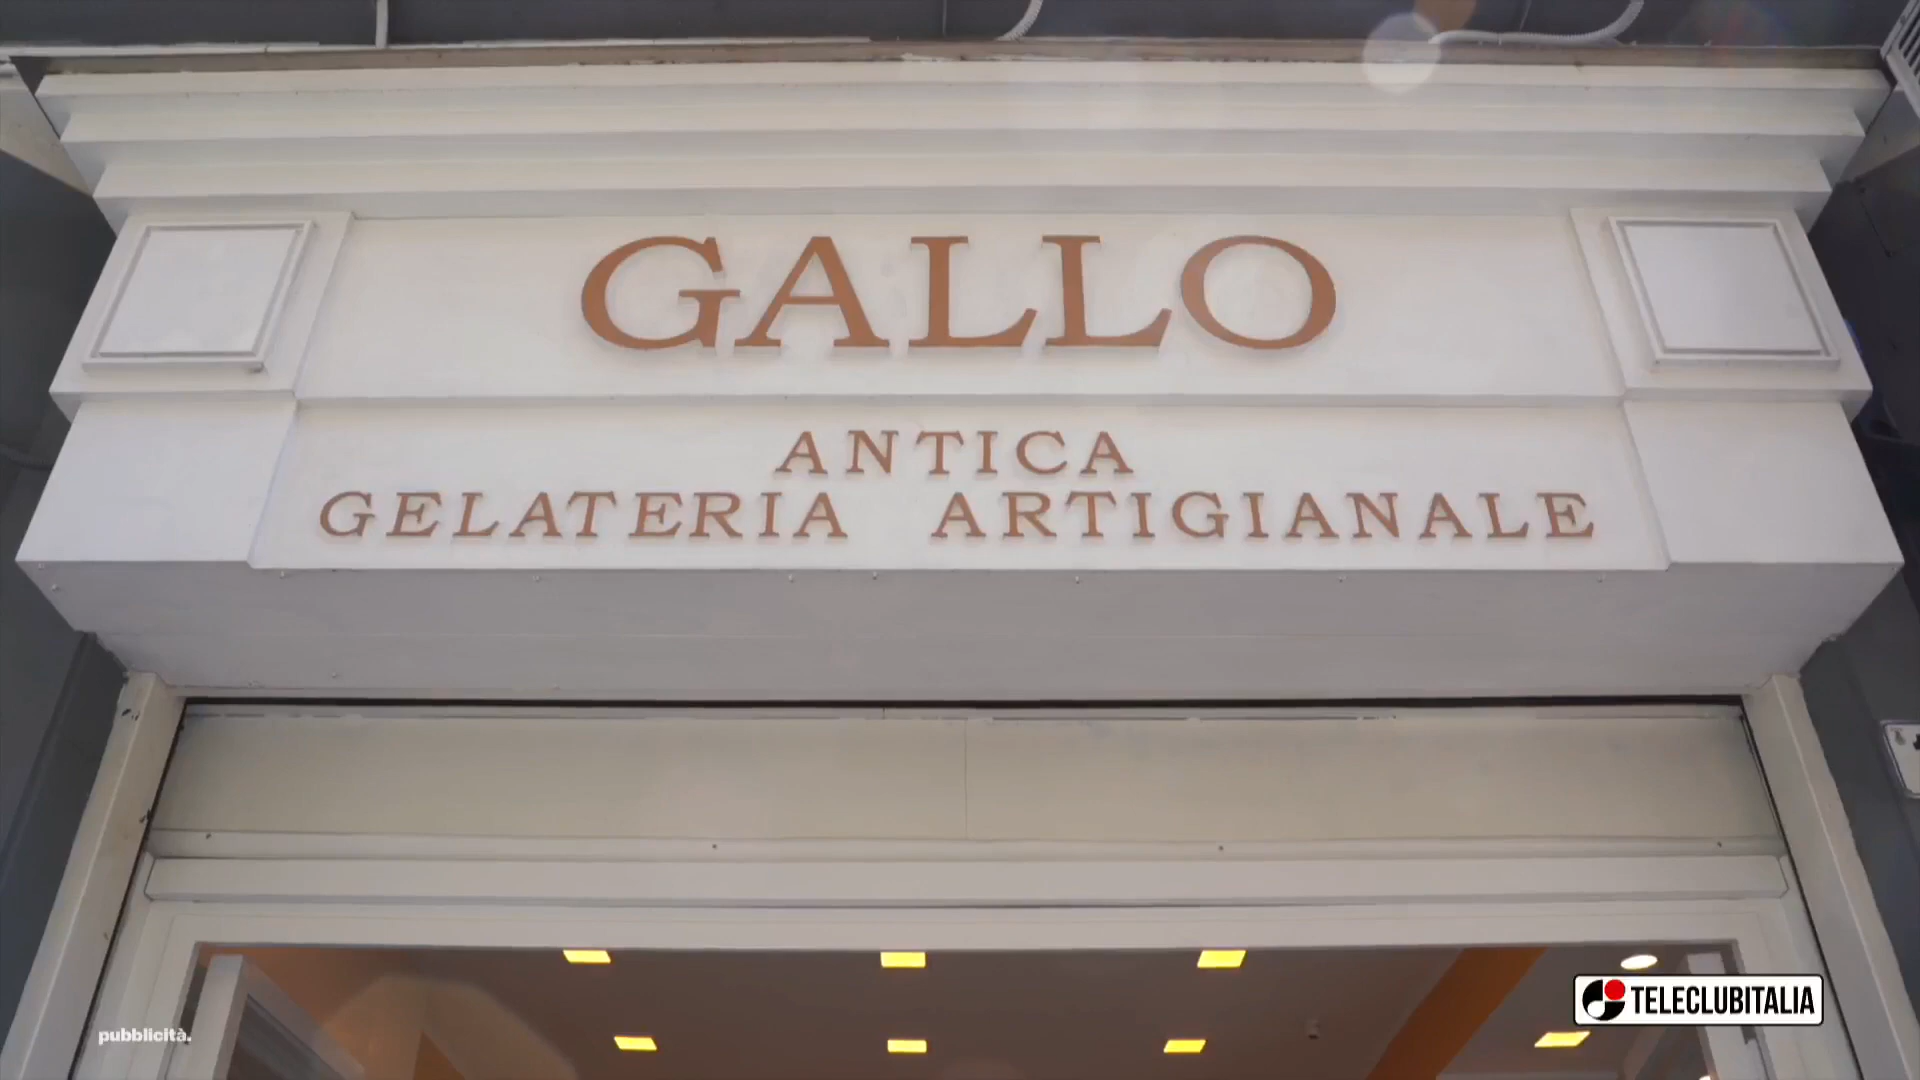 GALLO
ANTICA
GELATERIA ARTIGIANALE
TELECLUBITALIA
pubblicità.